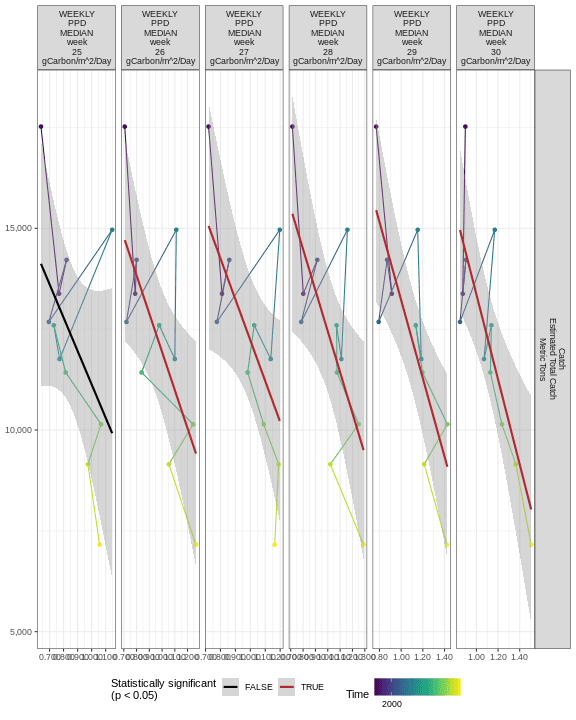 WEEKLY
PPD
MEDIAN
week
25
gCarbon/m^2/Day
WEEKLY
PPD
MEDIAN
week
26
gCarbon/m^2/Day
WEEKLY
PPD
MEDIAN
week
27
gCarbon/m^2/Day
WEEKLY
PPD
MEDIAN
week
28
gCarbon/m^2/Day
WEEKLY
PPD
MEDIAN
week
29
gCarbon/m^2/Day
WEEKLY
PPD
MEDIAN
week
30
gCarbon/m^2/Day
15,000
10,000
5,000
Catch
Estimated Total Catch
Metric Tons
0.80 1.00 1.20 1.40
1.00 1.20 1.40
Statistically significant
(p < 0.05)
FALSE
TRUE
Time
2000